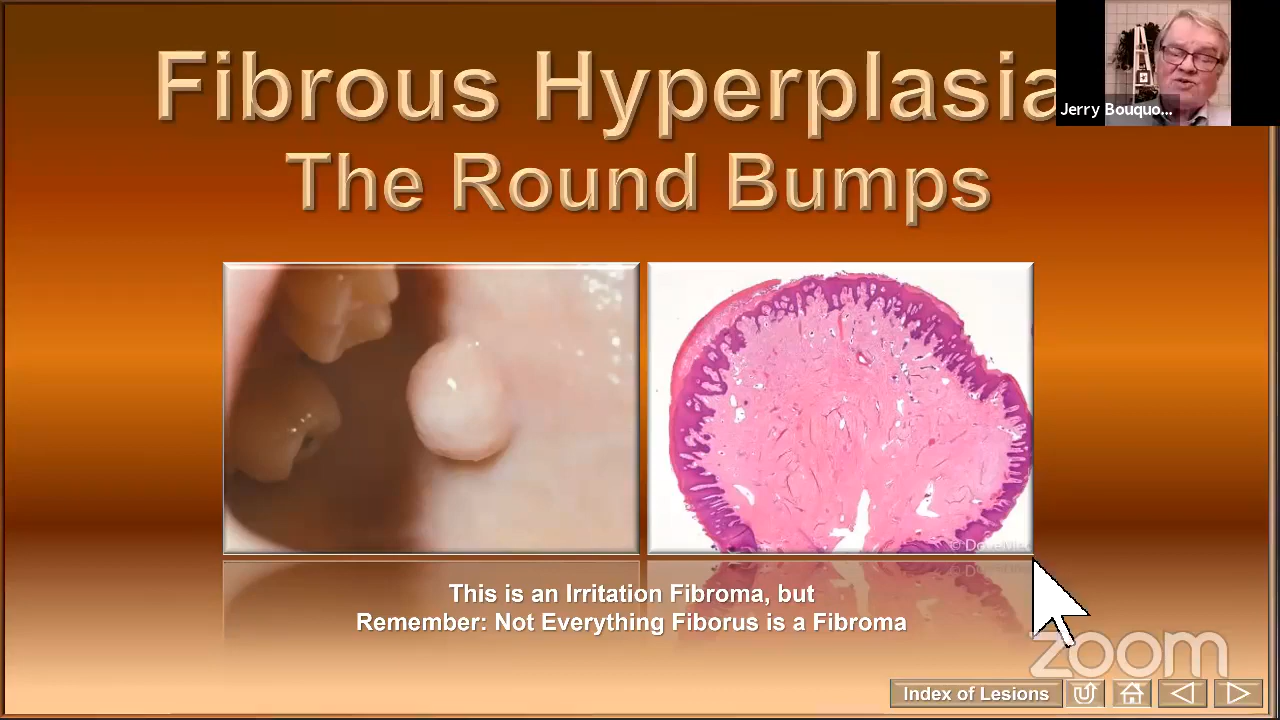 Fibrous Hyperplasia
The Round Bumps
Jerry Bouquo...
This is an Irritation Fibroma, but
Remember: Not Everything Fiborus is a Fibroma
zoom
Index of Lesions